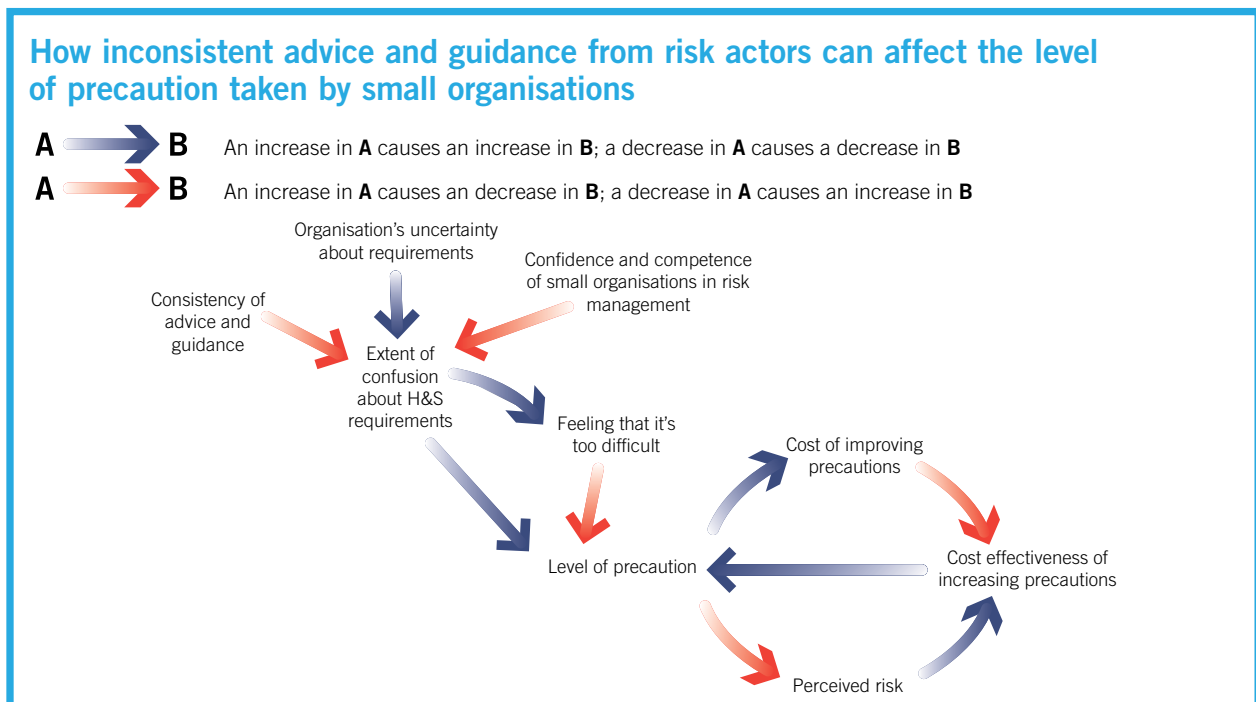 How inconsistent advice and guidance from risk actors can affect the level
of precaution taken by small organisations
A B An increase in A causes an increase in B; a decrease in A causes a decrease in B
A B An increase in A causes an decrease in B; a decrease in A causes an increase in B
Organisation's uncertainty
about requirements
Confidence and competence
of small organisations in risk
management
Consistency of
advice and
guidance
Extent of
confusion
about H&S
requirements
Feeling that it's
too difficult
Cost of improving
precautions
Level of precaution
Cost effectiveness of
increasing precautions
Perceived risk